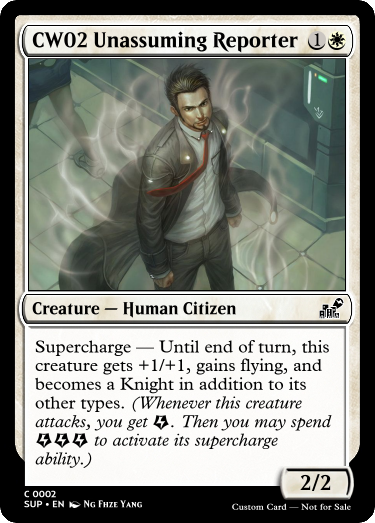 CW02 Unassuming Reporter 1
Creature — Human Citizen
Supercharge — Until end of turn, this
creature gets +1/+1, gains flying, and
becomes a Knight in addition to its
other types. (Whenever this creature
attacks, you get . Then you may spend
to activate its supercharge
ability.)
2/2
C 0002
SUP • EN Ng Fhze Yang
Custom Card — Not for Sale